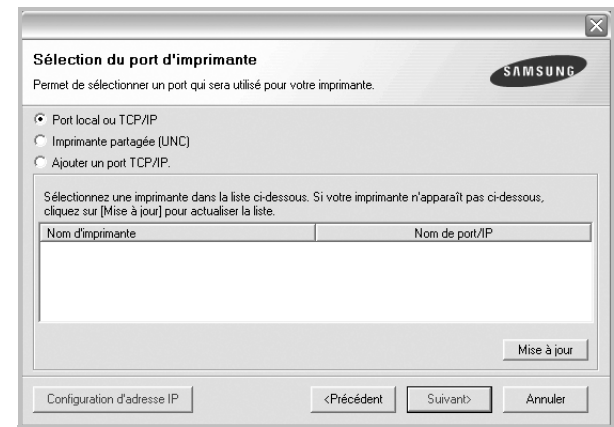 Sélection du port d'imprimante
Permet de sélectionner un port qui sera utilisé pour votre imprimante.
SAMSUNG
Port local ou TCP/IP
Imprimante partagée (UNC)
Ajouter un port TCP/IP.
Sélectionnez une imprimante dans la liste ci-dessous. Si votre imprimante n'apparaît pas ci-dessous,
cliquez sur [Mise à jour] pour actualiser la liste.
Nom d'imprimante Nom de port/IP
Mise à jour
Configuration d'adresse IP <Précédent Suivant> Annuler